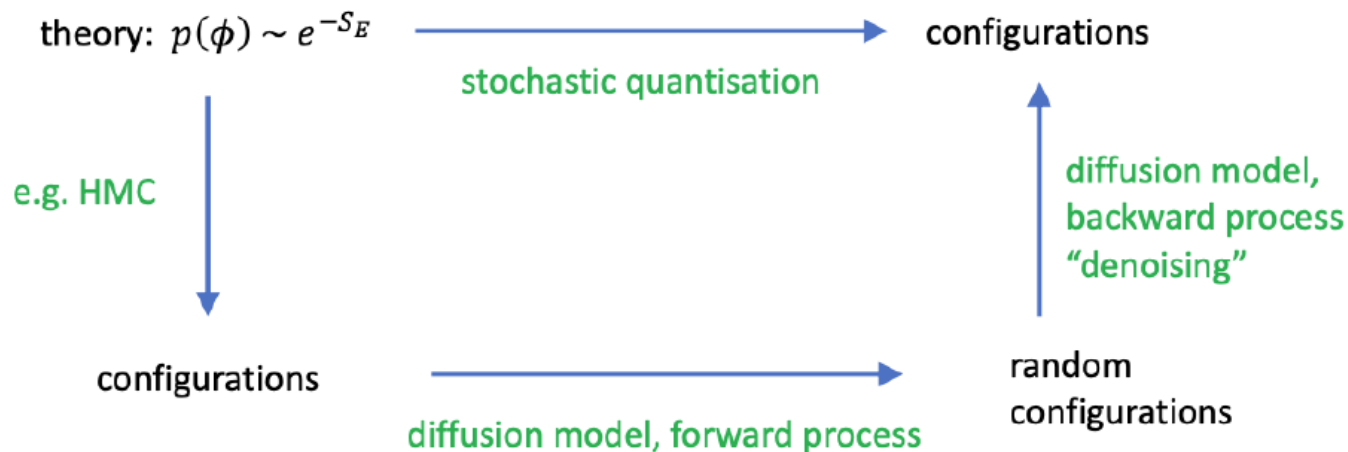 theory: p(ϕ) ~ e^{-S_E}
configurations
stochastic quantisation
e.g. HMC
diffusion model,
backward process
“denoising”
configurations
random
configurations
diffusion model, forward process